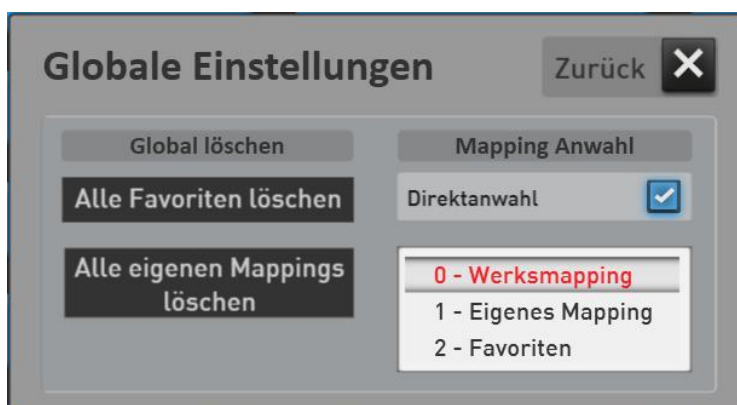 Globale Einstellungen
Zurück
Global löschen
Mapping Anwahl
Alle Favoriten löschen
Direktanwahl
Alle eigenen Mappings
löschen
0 - Werksmapping
1 - Eigenes Mapping
2 - Favoriten